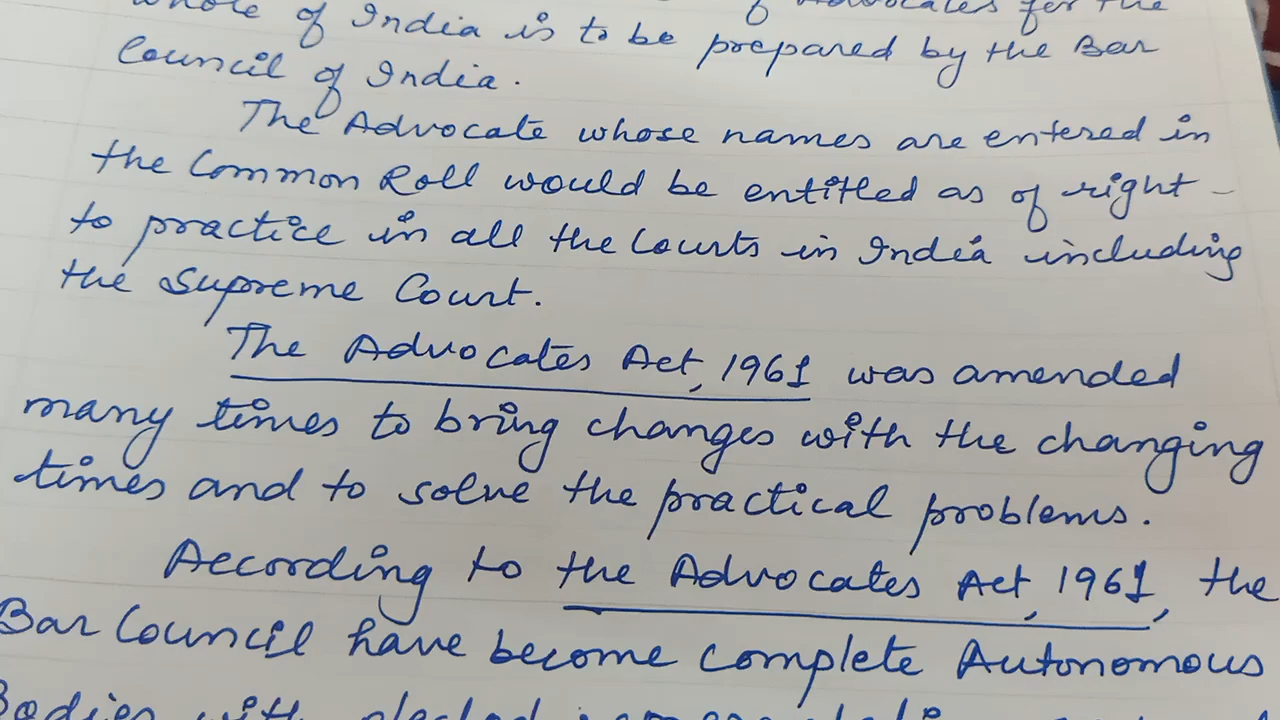 whole of India is to be prepared by the Bar
Council of India.
The Advocate whose names are entered in
the Common Roll would be entitled as of right
to practice in all the Courts in India including
the Supreme Court.
The Advocates Act, 1961 was amended
many times to bring changes with the changing
times and to solve the practical problems.
According to the Advocates Act, 1961, the
Bar Council have become complete Autonomous
Bodies with